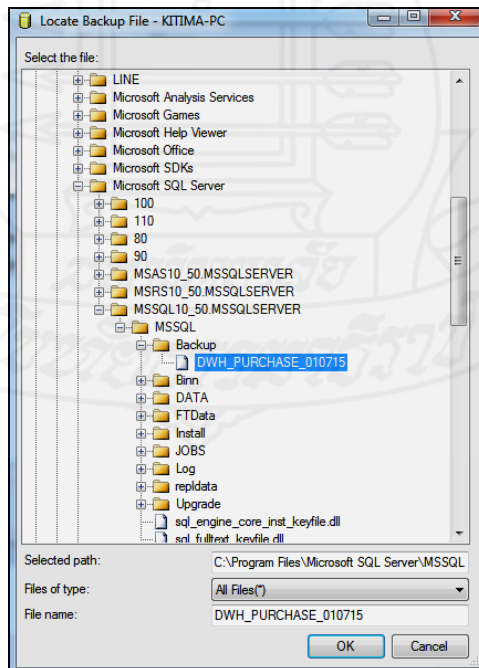 Locate Backup File - KITIMA-PC
Select the file:
LINE
Microsoft Analysis Services
Microsoft Games
Microsoft Help Viewer
Microsoft Office
Microsoft SDKs
Microsoft SQL Server
100
110
80
90
MSAS10_50.MSSQLSERVER
MSRS10_50.MSSQLSERVER
MSSQL10_50.MSSQLSERVER
MSSQL
Backup
DWH_PURCHASE_010715
Binn
DATA
FTData
Install
JOBS
Log
repldata
Upgrade
sql_engine_core_inst_keyfile.dll
sql_fulltext_keyfile.dll
Selected path:
C:\Program Files\Microsoft SQL Server\MSSQL
Files of type:
All Files(*)
File name:
DWH_PURCHASE_010715
OK
Cancel